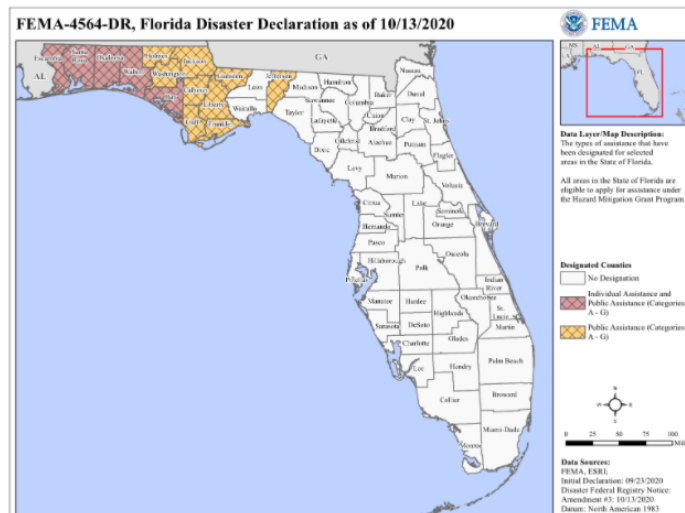 FEMA-4564-DR, Florida Disaster Declaration as of 10/13/2020
FEMA
MS
AL
GA
LA
FL
Data Layer/Map Description:
The types of assistance that have
been designated for selected
areas in the State of Florida.
All areas in the State of Florida are
eligible to apply for assistance under
the Hazard Mitigation Grant Program.
Designated Counties
No Designation
Individual Assistance and
Public Assistance (Categories
A - G)
Public Assistance (Categories
A - G)
N
W
E
S
0 25 50 75 100
Mil
Data Sources:
FEMA, ESRI;
Initial Declaration: 09/23/2020
Disaster Federal Registry Notice:
Amendment #3: 10/13/2020
Datum: North American 1983
AL
GA
Escambia
Santa
Rosa
Okaloosa
Walton
Holmes
Jackson
Washington
Bay
Calhoun
Gadsden
Liberty
Gulf
Franklin
Leon
Wakulla
Jefferson
Madison
Taylor
Hamilton
Suwannee
Lafayette
Dixie
Columbia
Gilchrist
Baker
Union
Bradford
Alachua
Levy
Nassau
Duval
Clay
St. Johns
Putnam
Flagler
Marion
Volusia
Citrus
Sumter
Lake
Seminole
Hernando
Orange
Brevard
Pasco
Hillsborough
Pinellas
Polk
Osceola
Indian
River
Manatee
Hardee
Okeechobee
St.
Lucie
Highlands
Sarasota
DeSoto
Martin
Charlotte
Glades
Lee
Hendry
Palm Beach
Collier
Broward
Monroe
Miami-Dade